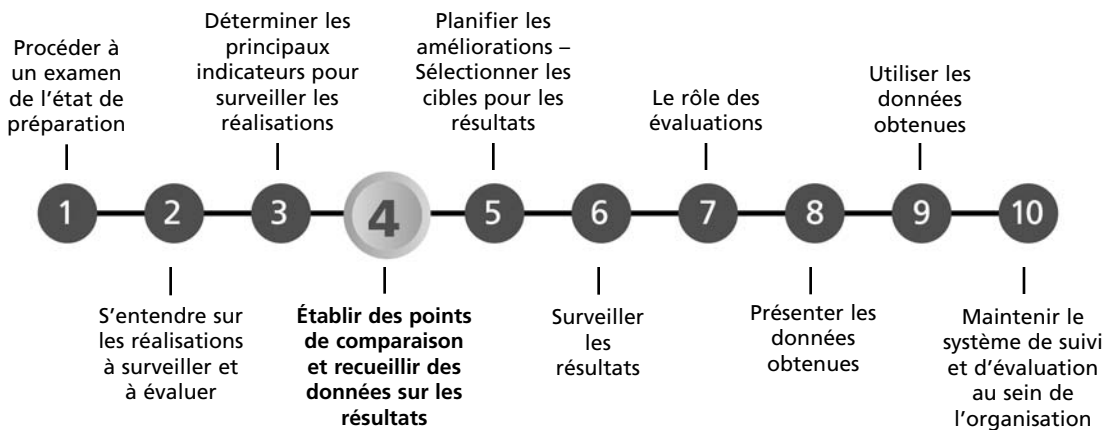 Procéder à
un examen
de l’état de
préparation
Déterminer les
principaux
indicateurs pour
surveiller les
réalisations
Planifier les
améliorations –
Sélectionner les
cibles pour les
résultats
Le rôle des
évaluations
Utiliser les
données
obtenues
1
2
3
4
5
6
7
8
9
10
S’entendre sur
les réalisations
à surveiller et
à évaluer
Établir des points
de comparaison
et recueillir des
données sur les
résultats
Surveiller
les
résultats
Présenter les
données
obtenues
Maintenir le
système de suivi
et d’évaluation
au sein de
l’organisation